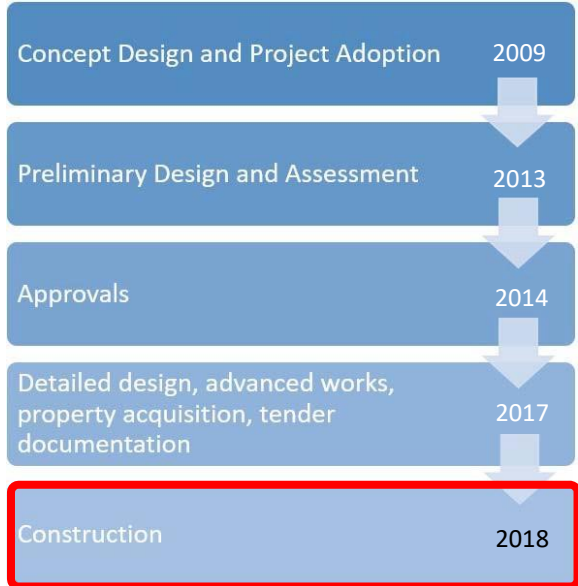 Concept Design and Project Adoption 2009
Preliminary Design and Assessment 2013
Approvals 2014
Detailed design, advanced works,
property acquisition, tender 2017
documentation
Construction 2018